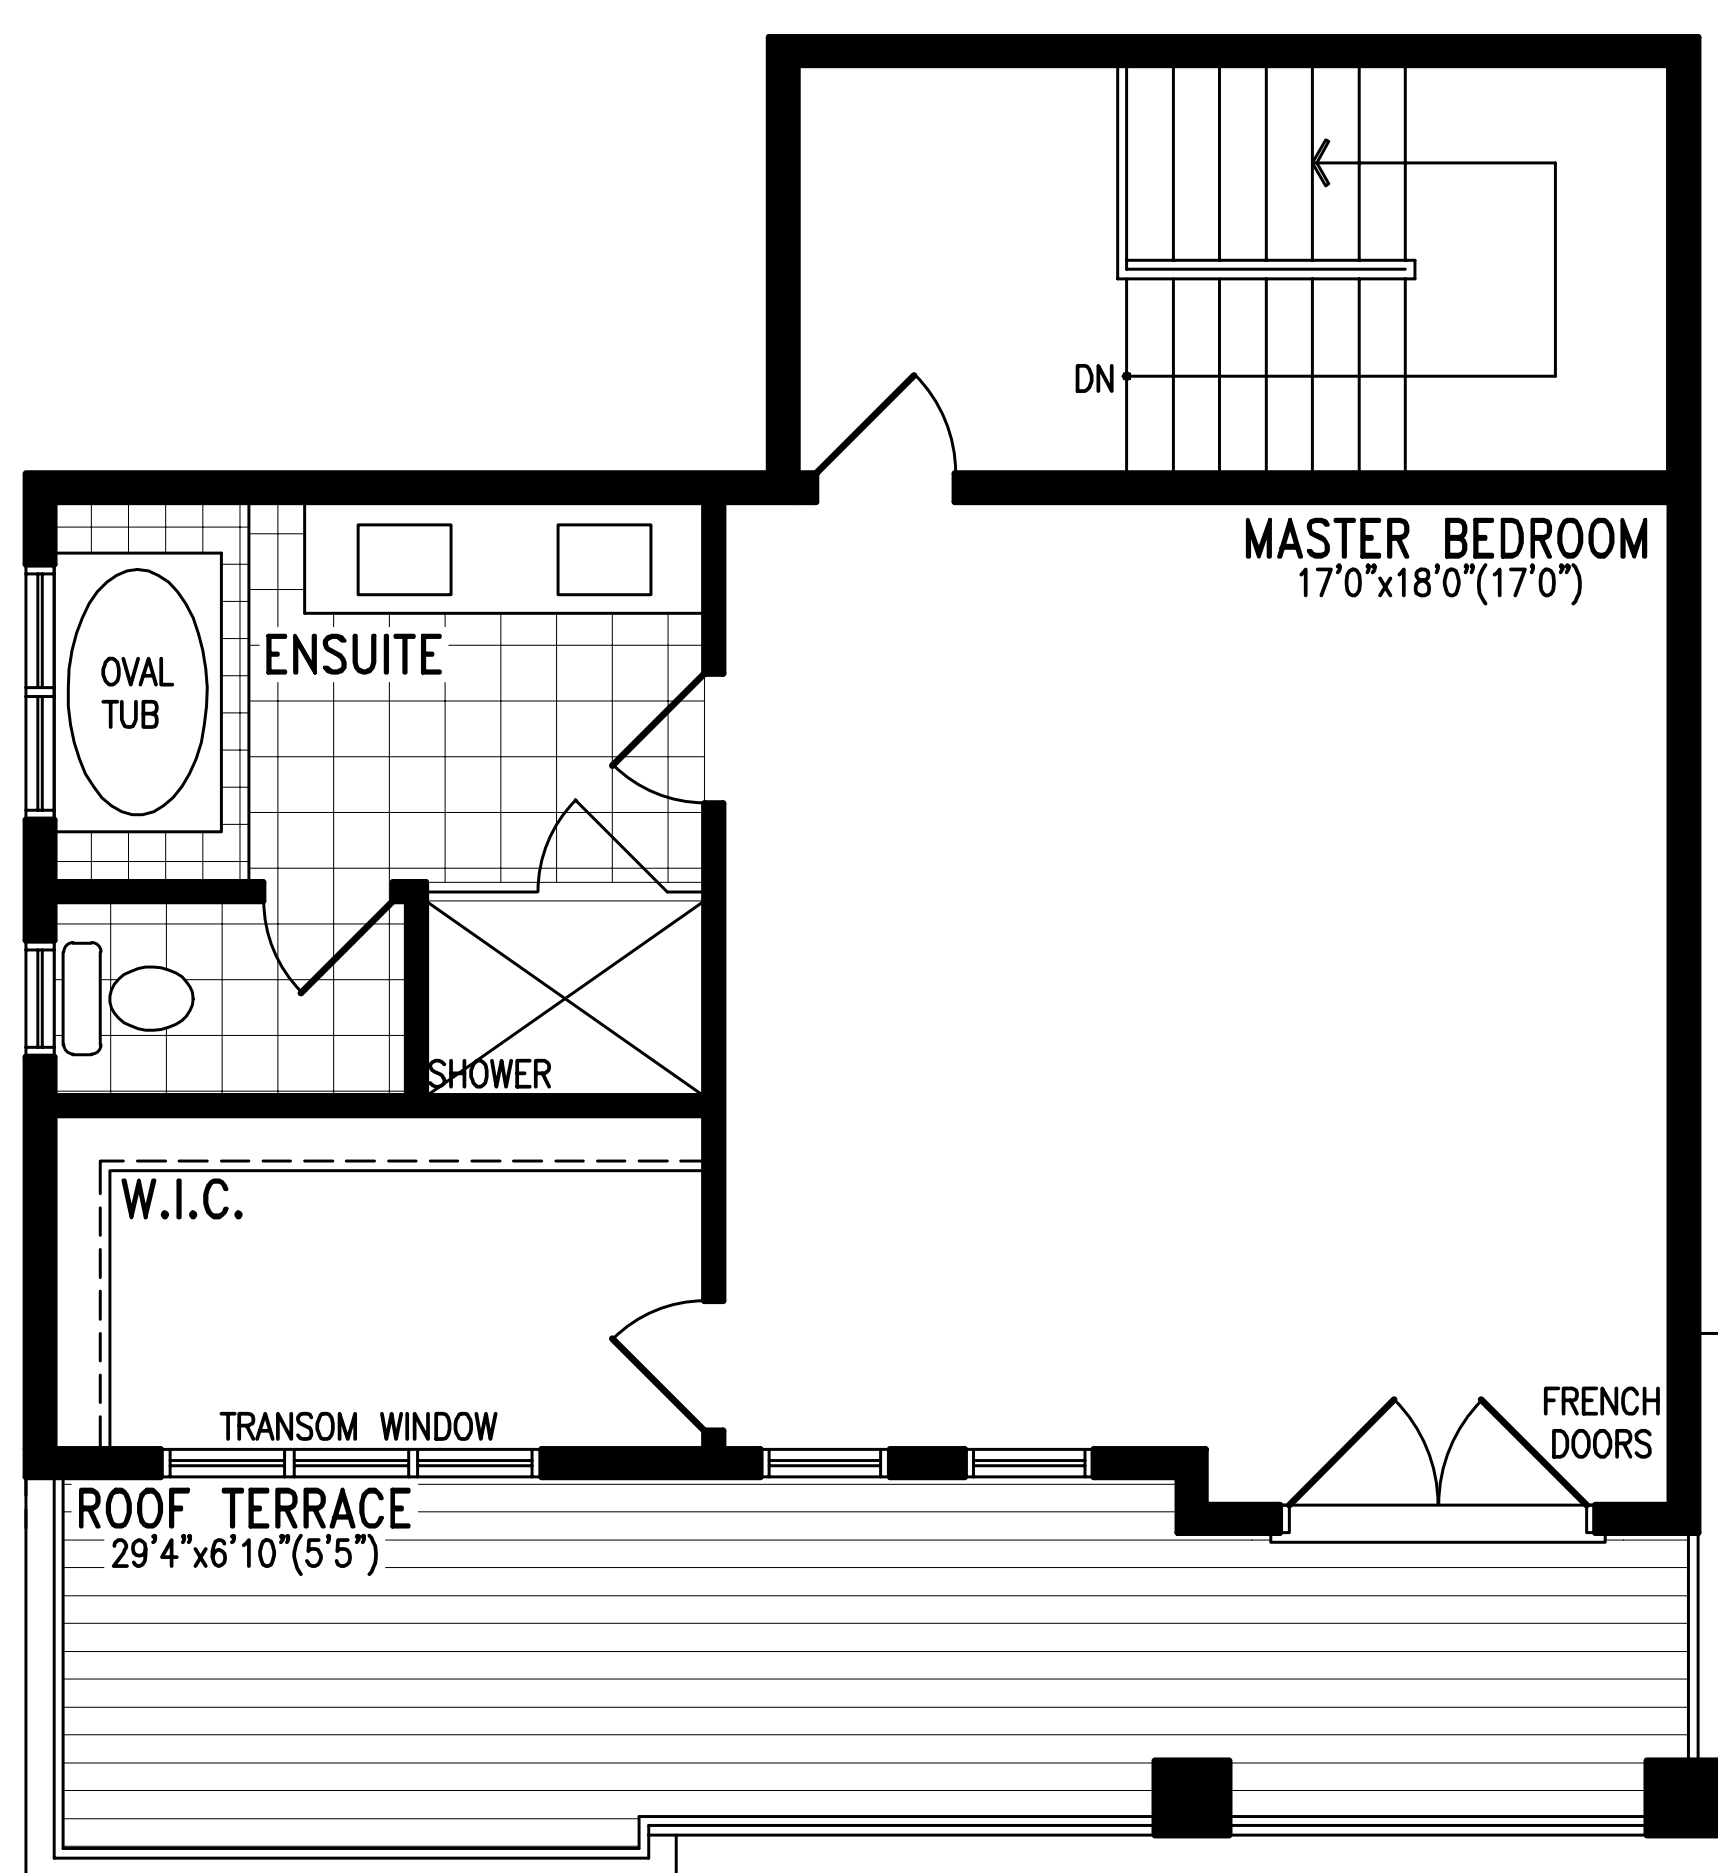 DN
MASTER BEDROOM
17'0"x18'0"(17'0")
ENSUITE
OVAL
TUB
SHOWER
W.I.C.
TRANSOM WINDOW
FRENCH
DOORS
ROOF TERRACE
29'4"x6'10"(5'5")